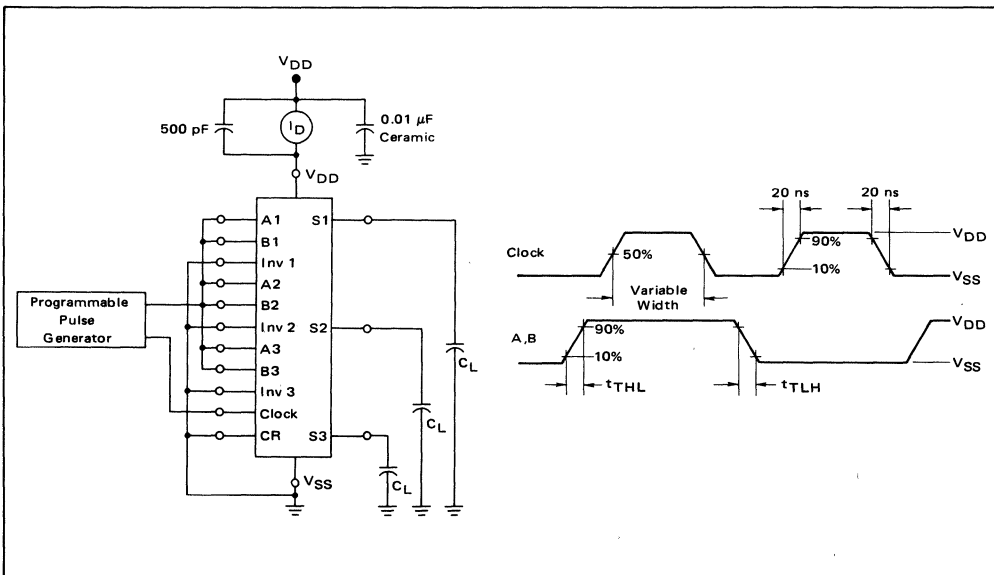 VDD
500 pF
ID
0.01 μF
Ceramic
VDD
A1
B1
Inv 1
A2
B2
Inv 2
A3
B3
Inv 3
Clock
CR
S1
S2
S3
Programmable
Pulse
Generator
CL
CL
CL
VSS
20 ns
20 ns
Clock
50%
90%
10%
VDD
VSS
Variable
Width
A,B
90%
10%
VDD
VSS
tTHL
tTLH